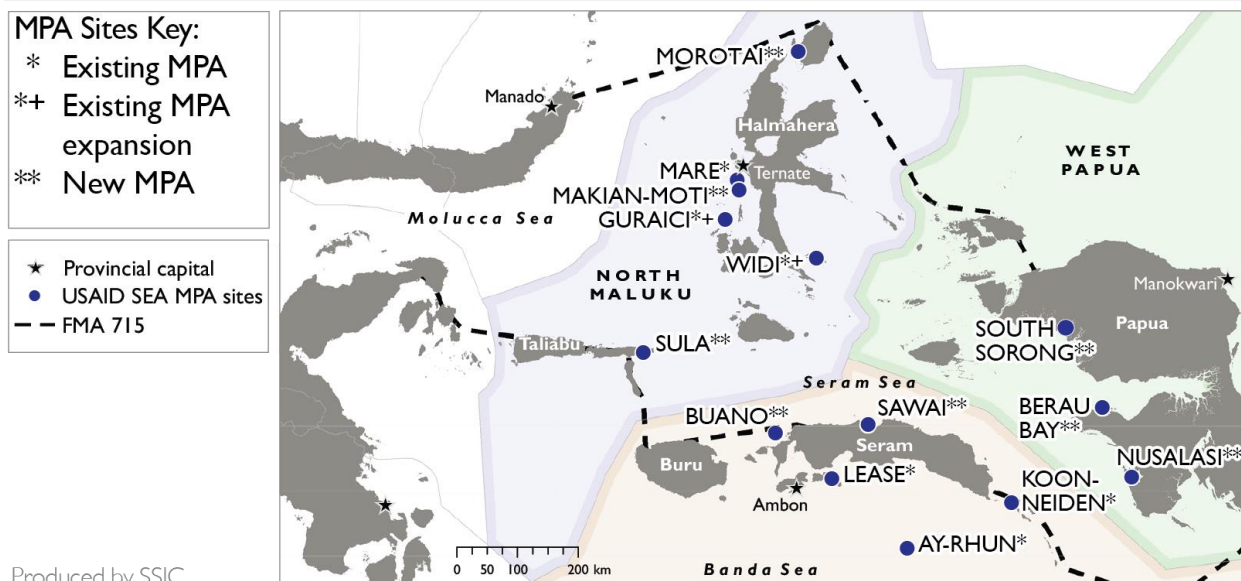 MPA Sites Key:
* Existing MPA
*+ Existing MPA
expansion
** New MPA
Provincial capital
USAID SEA MPA sites
FMA 715
Produced by SSIC
MOROTAI**
Manado
Halmahera
WEST
PAPUA
MARE*
Ternate
MAKIAN-MOTI**
Molucca Sea
GURAICI*+
WIDI*+
NORTH
MALUKU
Manokwari
Papua
SOUTH
SORONG**
Taliabu
SULA**
Seram Sea
SAWAI**
BUANO**
BERAU
BAY**
Seram
Buru
NUSALASI**
LEASE*
KOON-
NEIDEN*
Ambon
AY-RHUN*
0 50 100 200 km
Banda Sea